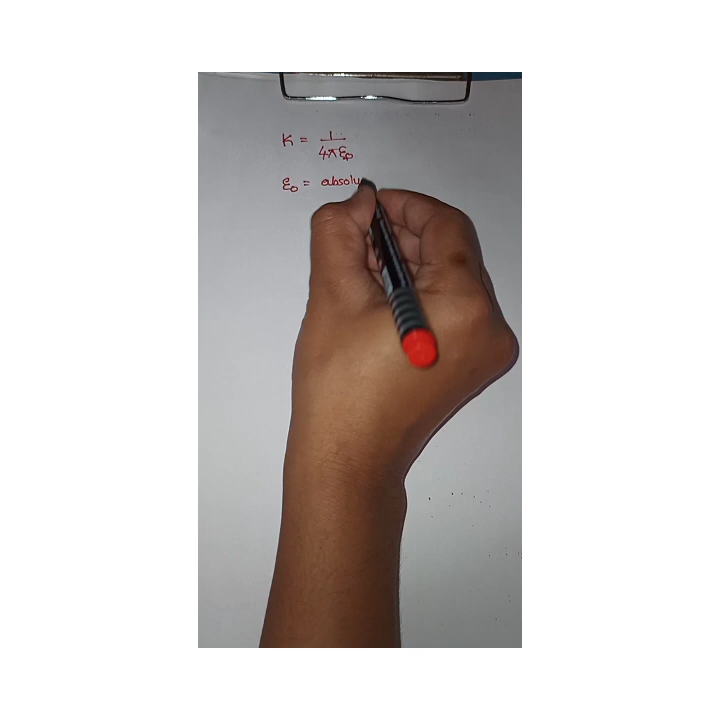 K = 1 / 4πε₀
ε₀ = absolu